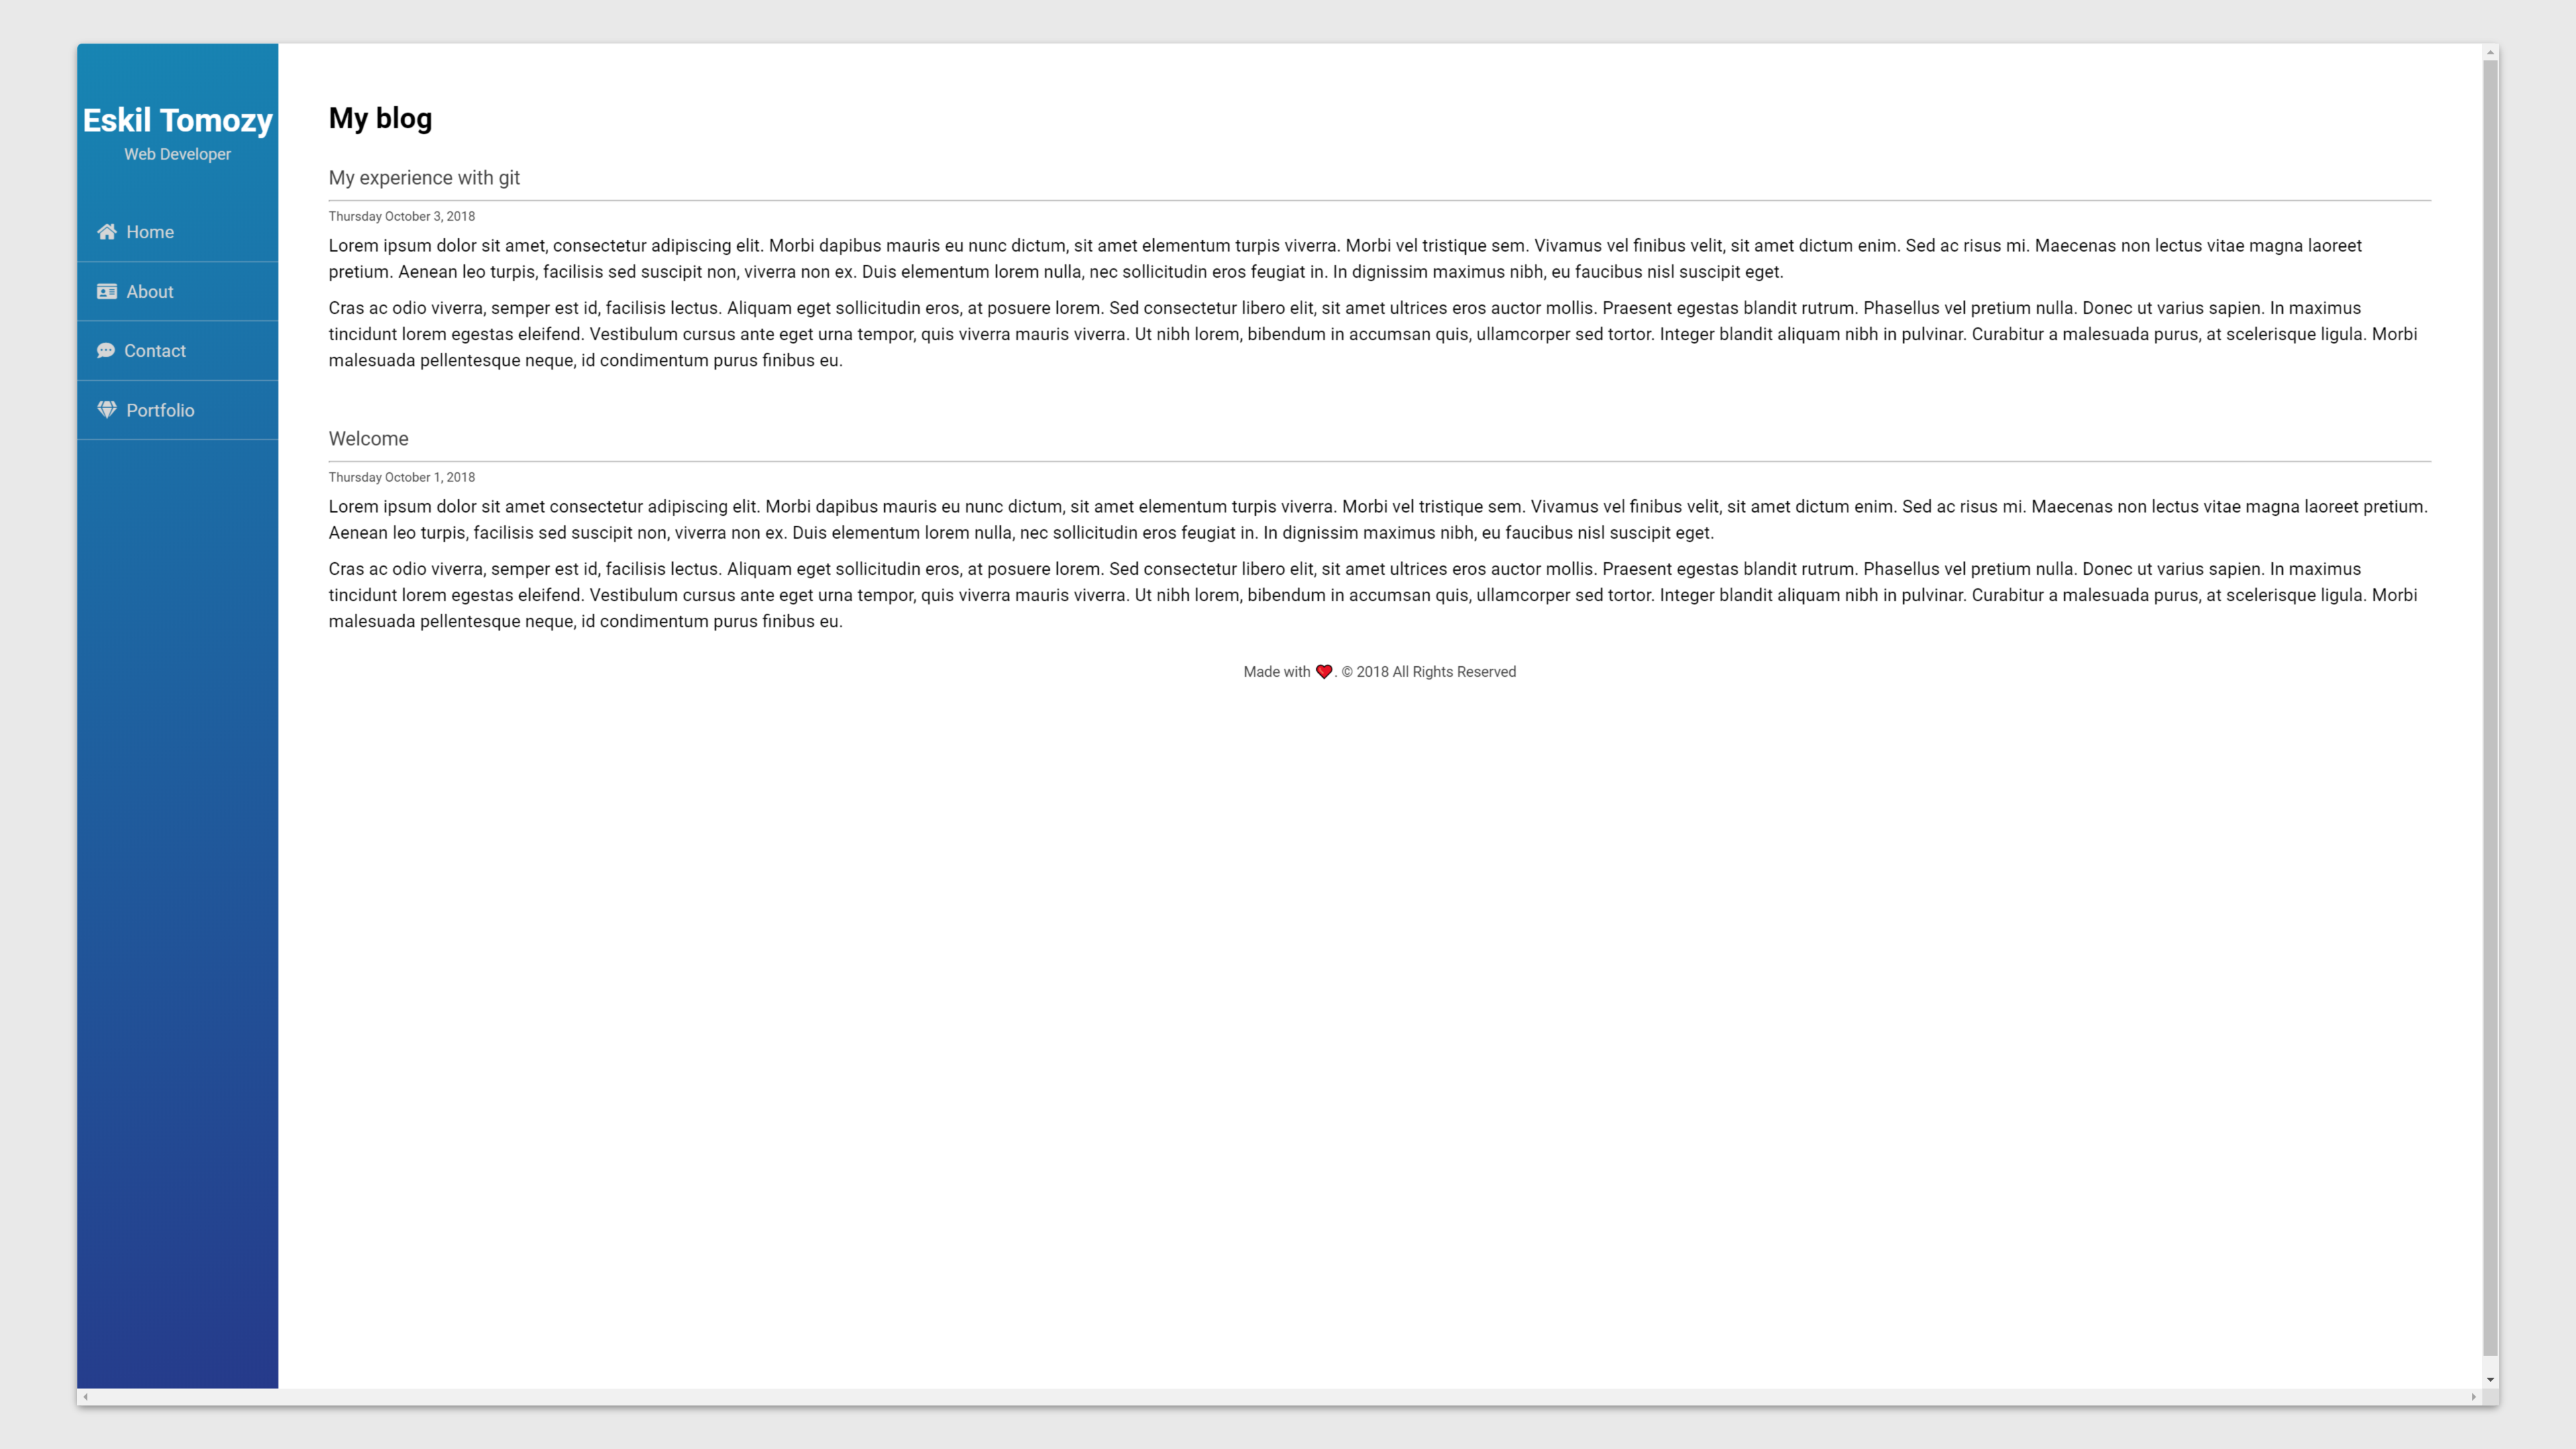 Eskil Tomozy
Web Developer
Home
About
Contact
Portfolio
My blog
My experience with git
Thursday October 3, 2018
Lorem ipsum dolor sit amet, consectetur adipiscing elit. Morbi dapibus mauris eu nunc dictum, sit amet elementum turpis viverra. Morbi vel tristique sem. Vivamus vel finibus velit, sit amet dictum enim. Sed ac risus mi. Maecenas non lectus vitae magna laoreet
pretium. Aenean leo turpis, facilisis sed suscipit non, viverra non ex. Duis elementum lorem nulla, nec sollicitudin eros feugiat in. In dignissim maximus nibh, eu faucibus nisl suscipit eget.
Cras ac odio viverra, semper est id, facilisis lectus. Aliquam eget sollicitudin eros, at posuere lorem. Sed consectetur libero elit, sit amet ultrices eros auctor mollis. Praesent egestas blandit rutrum. Phasellus vel pretium nulla. Donec ut varius sapien. In maximus
tincidunt lorem egestas eleifend. Vestibulum cursus ante eget urna tempor, quis viverra mauris viverra. Ut nibh lorem, bibendum in accumsan quis, ullamcorper sed tortor. Integer blandit aliquam nibh in pulvinar. Curabitur a malesuada purus, at scelerisque ligula. Morbi
malesuada pellentesque neque, id condimentum purus finibus eu.
Welcome
Thursday October 1, 2018
Lorem ipsum dolor sit amet consectetur adipiscing elit. Morbi dapibus mauris eu nunc dictum, sit amet elementum turpis viverra. Morbi vel tristique sem. Vivamus vel finibus velit, sit amet dictum enim. Sed ac risus mi. Maecenas non lectus vitae magna laoreet pretium.
Aenean leo turpis, facilisis sed suscipit non, viverra non ex. Duis elementum lorem nulla, nec sollicitudin eros feugiat in. In dignissim maximus nibh, eu faucibus nisl suscipit eget.
Cras ac odio viverra, semper est id, facilisis lectus. Aliquam eget sollicitudin eros, at posuere lorem. Sed consectetur libero elit, sit amet ultrices eros auctor mollis. Praesent egestas blandit rutrum. Phasellus vel pretium nulla. Donec ut varius sapien. In maximus
tincidunt lorem egestas eleifend. Vestibulum cursus ante eget urna tempor, quis viverra mauris viverra. Ut nibh lorem, bibendum in accumsan quis, ullamcorper sed tortor. Integer blandit aliquam nibh in pulvinar. Curabitur a malesuada purus, at scelerisque ligula. Morbi
malesuada pellentesque neque, id condimentum purus finibus eu.
Made with ❤. © 2018 All Rights Reserved